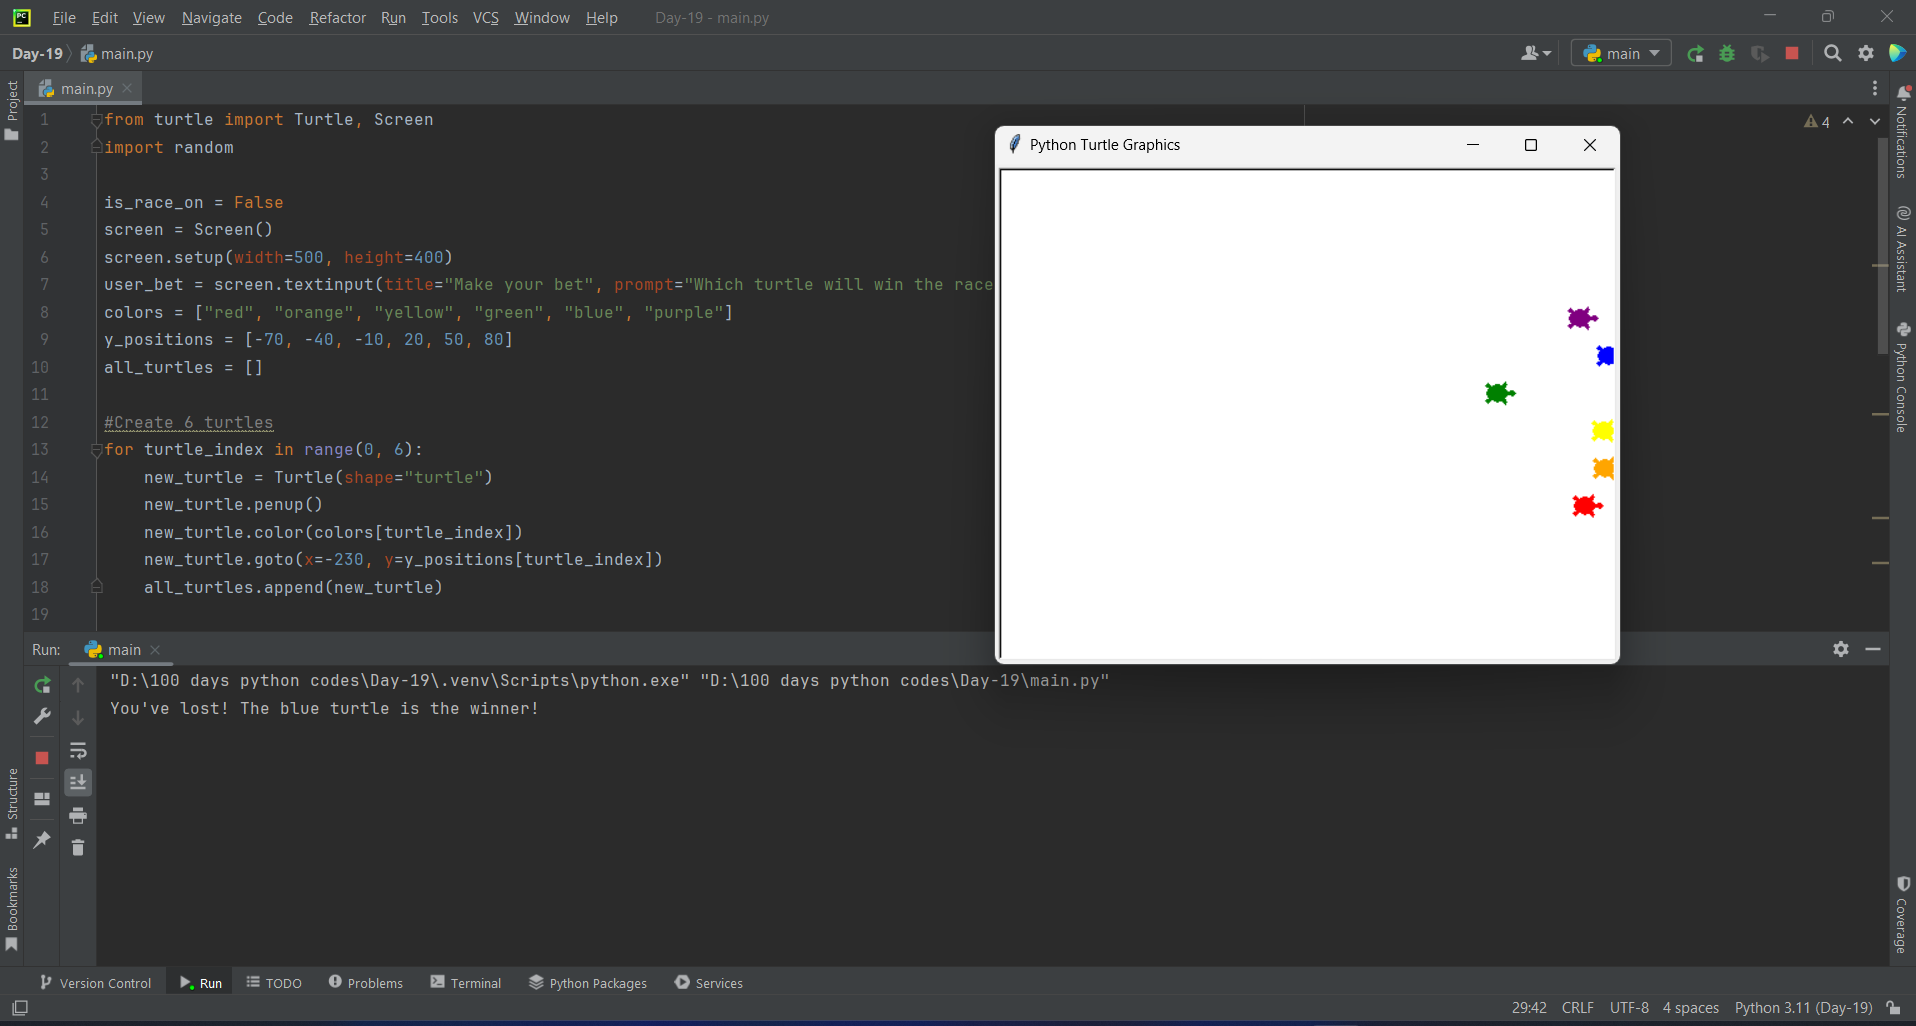 PC File Edit View Navigate Code Refactor Run Tools VCS Window Help Day-19 - main.py
Day-19 main.py main
Project
main.py
1 from turtle import Turtle, Screen
2 import random
3
4 is_race_on = False
5 screen = Screen()
6 screen.setup(width=500, height=400)
7 user_bet = screen.textinput(title="Make your bet", prompt="Which turtle will win the race
8 colors = ["red", "orange", "yellow", "green", "blue", "purple"]
9 y_positions = [-70, -40, -10, 20, 50, 80]
10 all_turtles = []
11
12 #Create 6 turtles
13 for turtle_index in range(0, 6):
14 new_turtle = Turtle(shape="turtle")
15 new_turtle.penup()
16 new_turtle.color(colors[turtle_index])
17 new_turtle.goto(x=-230, y=y_positions[turtle_index])
18 all_turtles.append(new_turtle)
19
4
Python Turtle Graphics
Notifications
AI Assistant
Python Console
Run: main
"D:\100 days python codes\Day-19\.venv\Scripts\python.exe" "D:\100 days python codes\Day-19\main.py"
You've lost! The blue turtle is the winner!
Structure
Bookmarks
Coverage
Version Control Run TODO Problems Terminal Python Packages Services
29:42 CRLF UTF-8 4 spaces Python 3.11 (Day-19)